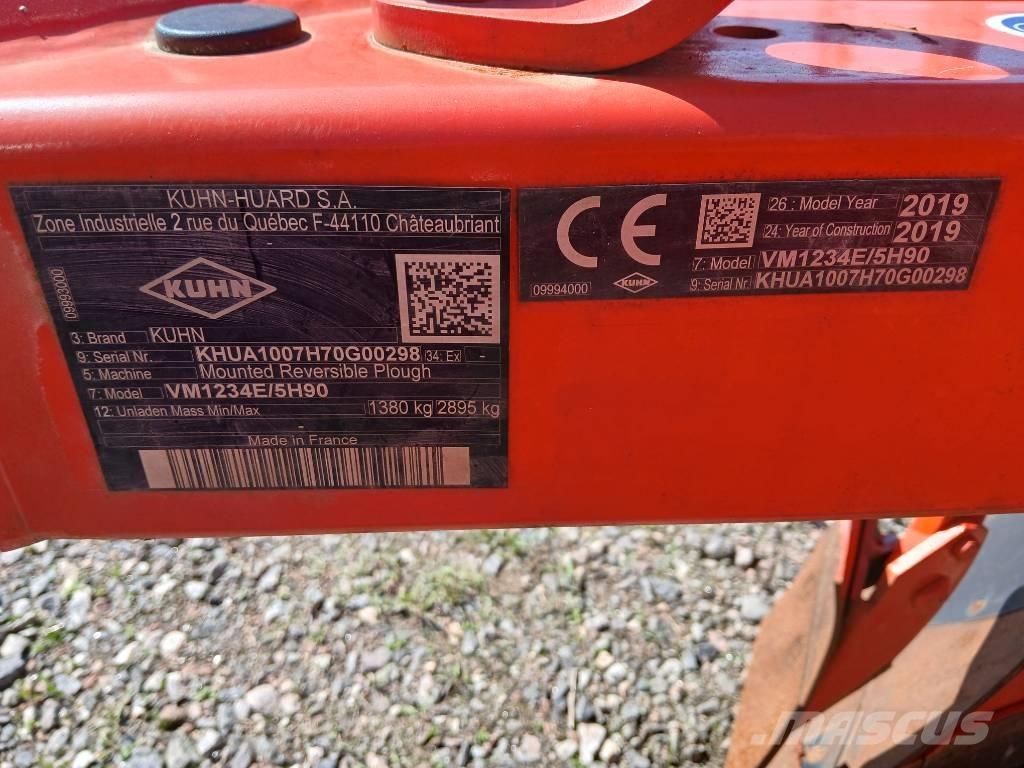 KUHN-HUARD S.A.
Zone Industrielle 2 rue du Québec F-44110 Châteaubriant
09993000
KUHN
3: Brand KUHN
9: Serial Nr. KHUA1007H70G00298 34: Ex -
5: Machine Mounted Reversible Plough
7: Model VM1234E/5H90
12: Unladen Mass Min/Max 1380 kg 2895 kg
-
Made in France
CE
26: Model Year 2019
24: Year of Construction 2019
7: Model VM1234E/5H90
09994000 KUHN 9: Serial Nr. KHUA1007H70G00298
MASCUS